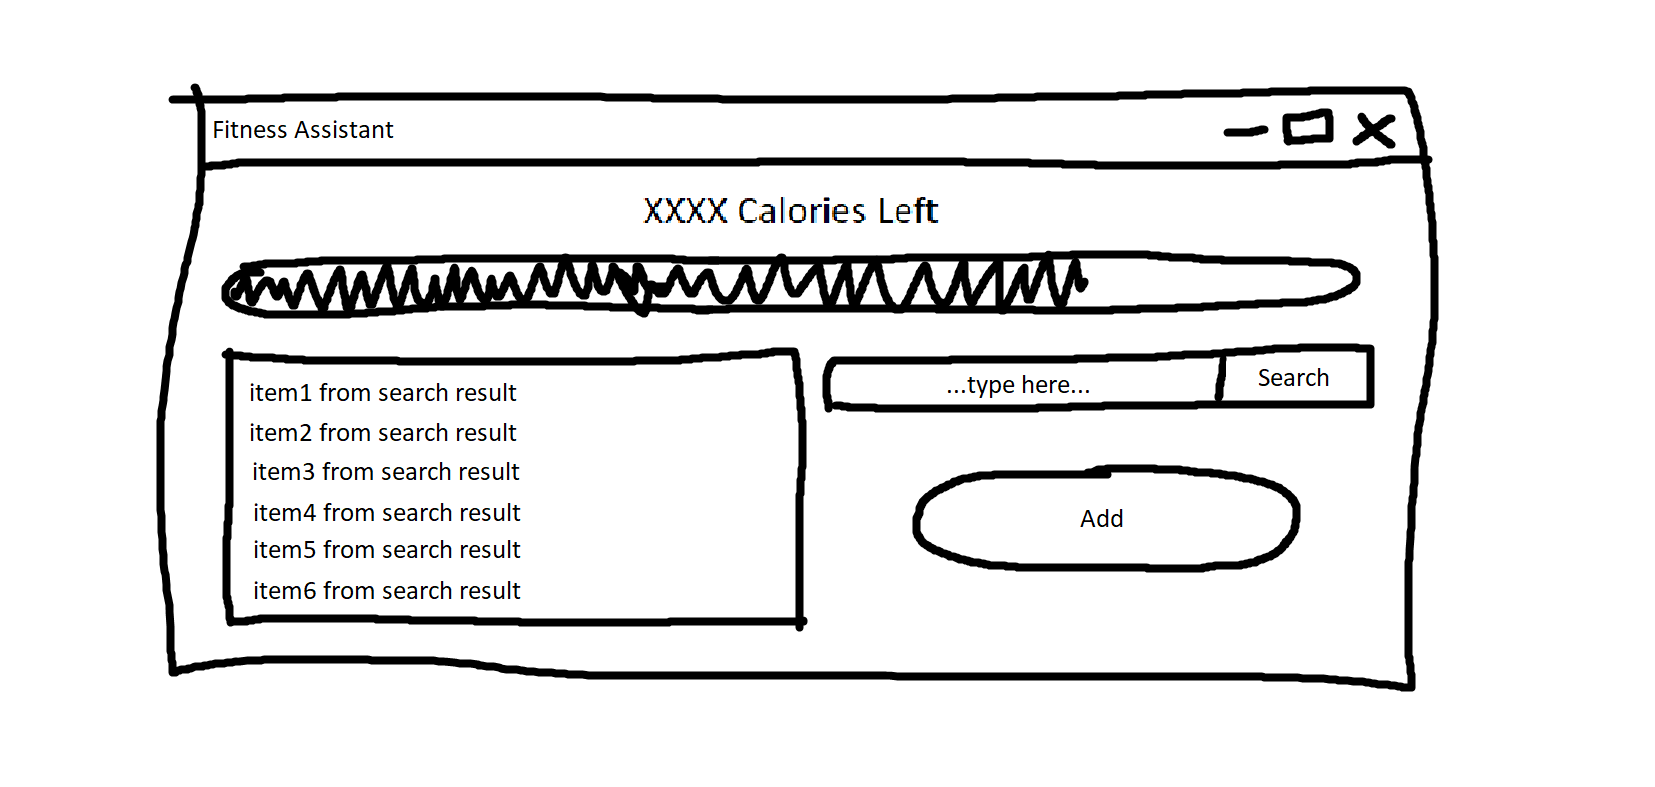 Fitness Assistant
XXXX Calories Left
item1 from search result
item2 from search result
item3 from search result
item4 from search result
item5 from search result
item6 from search result
...type here...
Search
Add